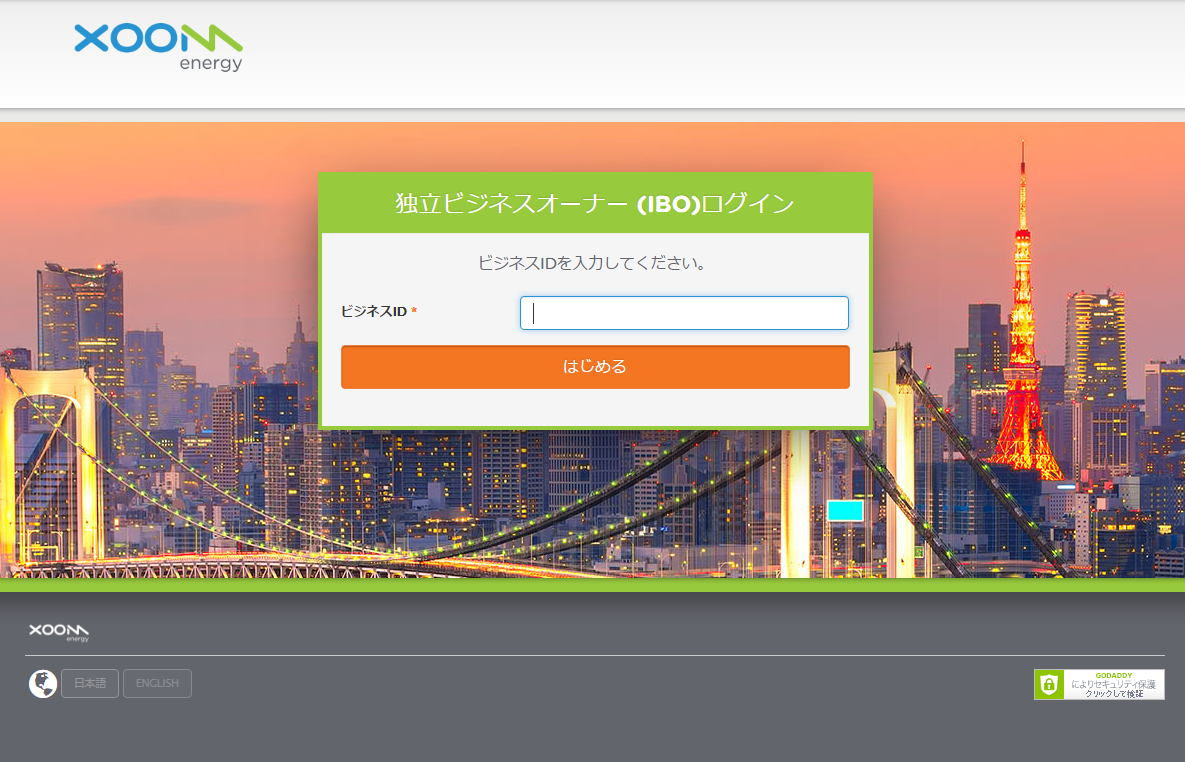 XOOM
energy
独立ビジネスオーナー (IBO)ログイン
ビジネスIDを入力してください。
ビジネスID *
はじめる
XOOM
energy
日本語 ENGLISH
GODADDY
によりセキュリティ保護
クリックして検証